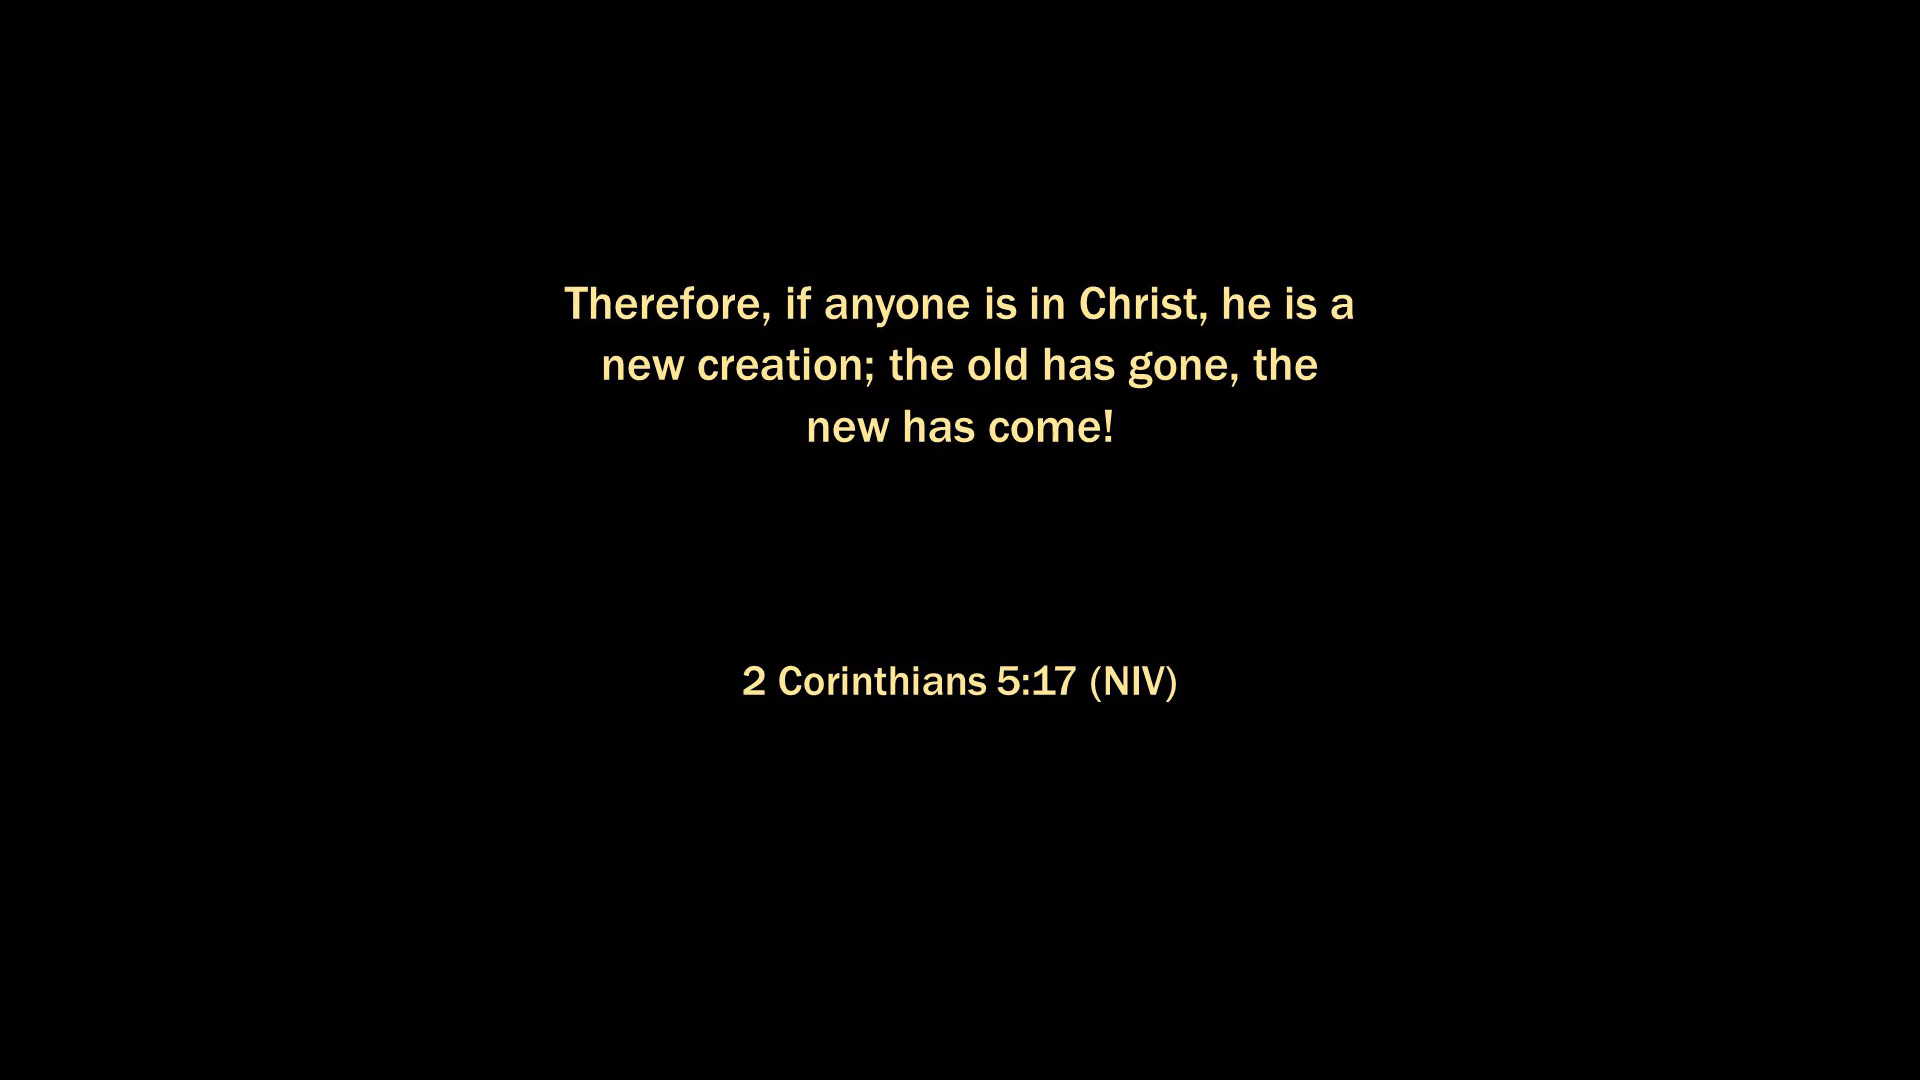 Therefore, if anyone is in Christ, he is a
new creation; the old has gone, the
new has come!
2 Corinthians 5:17 (NIV)